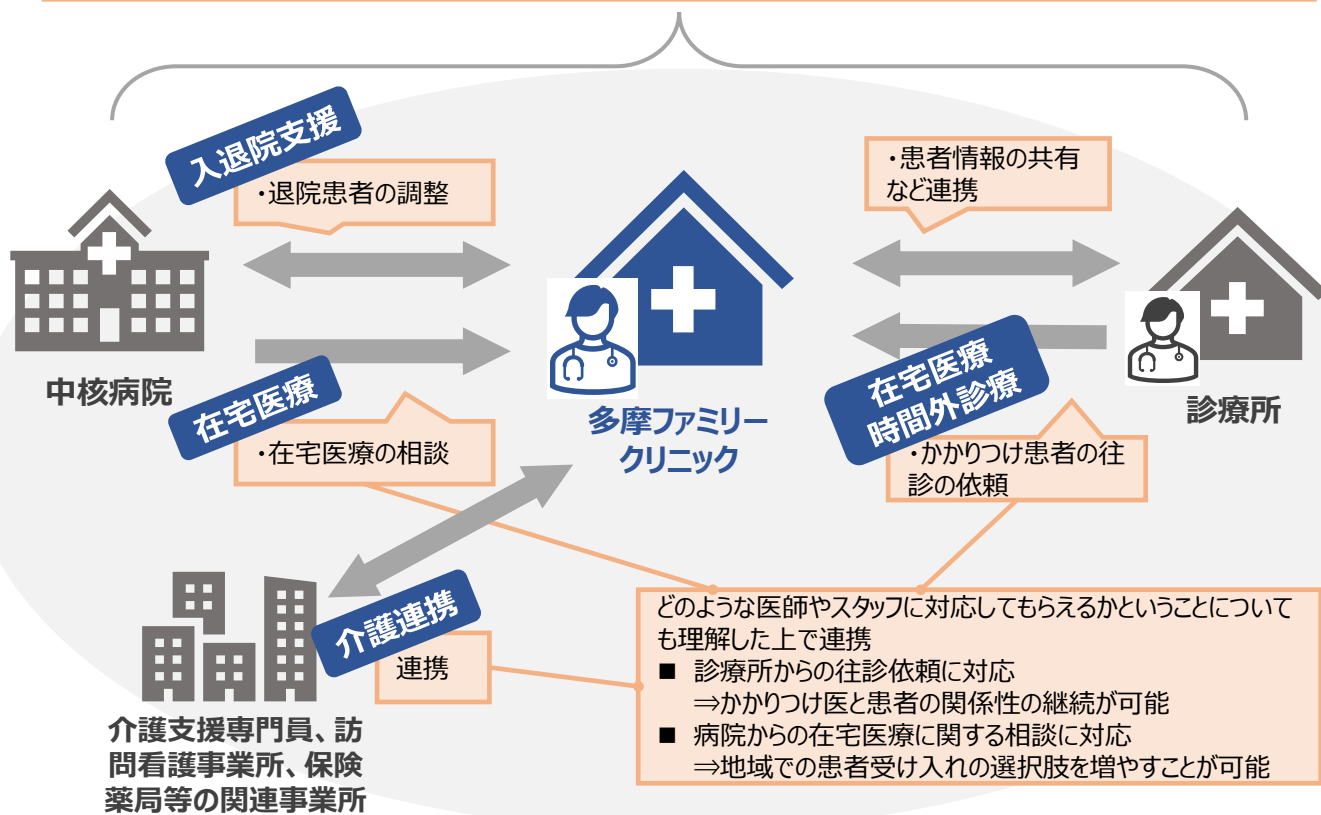 入退院支援
・退院患者の調整
・患者情報の共有
など連携
中核病院
在宅医療
・在宅医療の相談
多摩ファミリー
クリニック
在宅医療
時間外診療
・かかりつけ患者の往
診の依頼
診療所
介護連携
連携
介護支援専門員、訪
問看護事業所、保険
薬局等の関連事業所
どのような医師やスタッフに対応してもらえるかということについて
も理解した上で連携
■ 診療所からの往診依頼に対応
⇒かかりつけ医と患者の関係性の継続が可能
■ 病院からの在宅医療に関する相談に対応
⇒地域での患者受け入れの選択肢を増やすことが可能